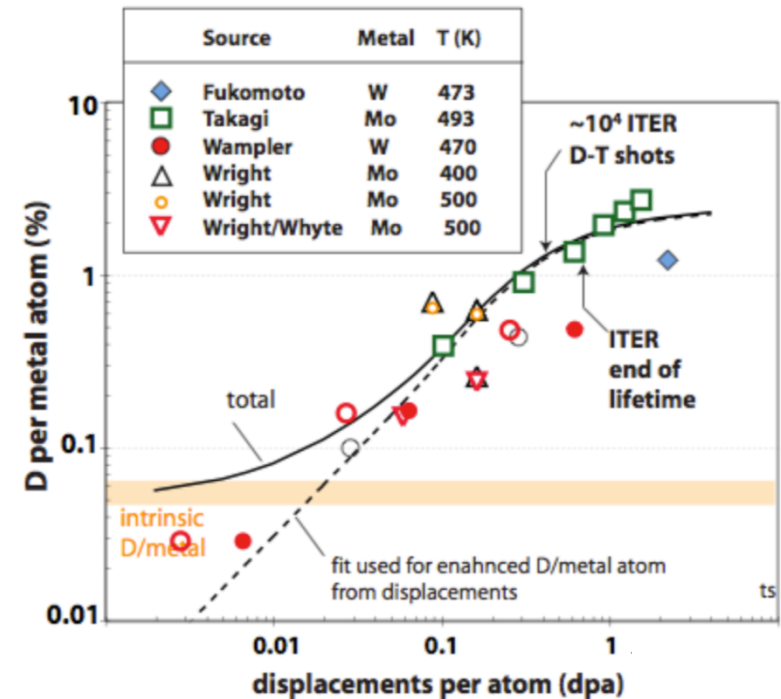 Source Metal T (K)
Fukomoto W 473
Takagi Mo 493
Wampler W 470
Wright Mo 400
Wright Mo 500
Wright/Whyte Mo 500
10
1
0.1
0.01
D per metal atom (%)
~10⁴ ITER
D-T shots
ITER
end of
lifetime
total
intrinsic
D/metal
fit used for enahnced D/metal atom
from displacements
ts
0.01 0.1 1
displacements per atom (dpa)